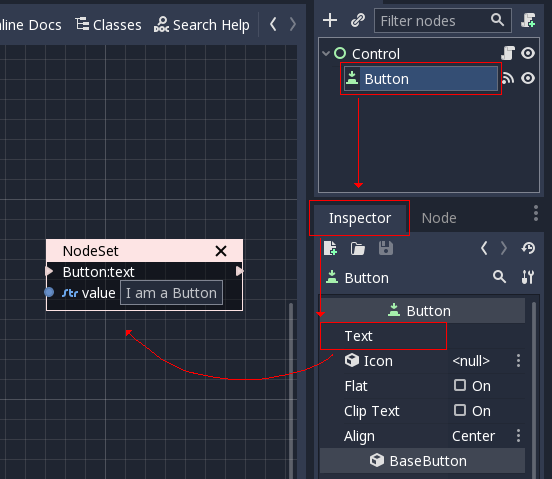 line Docs Classes Search Help
Filter nodes
Control
Button
Inspector Node
Button
Button
Text
Icon <null>
Flat On
Clip Text On
Align Center
BaseButton
NodeSet
Button:text
Str value I am a Button